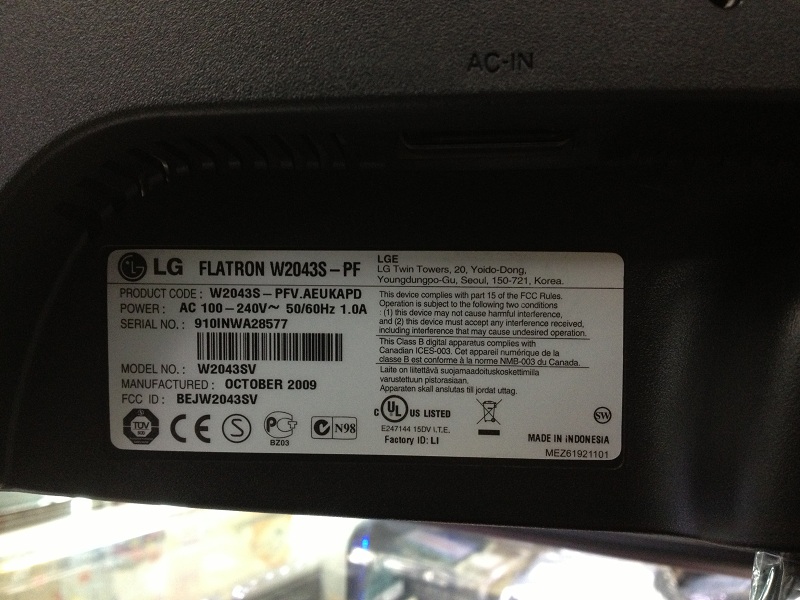 AC-IN
LG FLATRON W2043S-PF
PRODUCT CODE : W2043S-PFV.AEUKAPD
POWER : AC 100-240V~ 50/60Hz 1.0A
SERIAL NO. : 910INWA28577
MODEL NO. : W2043SV
MANUFACTURED : OCTOBER 2009
FCC ID : BEJW2043SV
TÜV
CE
S
PC
BZ03
N98
LGE
LG Twin Towers, 20, Yoido-Dong,
Youngdungpo-Gu, Seoul, 150-721, Korea.
This device complies with part 15 of the FCC Rules.
Operation is subject to the following two conditions
: (1) this device may not cause harmful interference,
and (2) this device must accept any interference received,
including interference that may cause undesired operation.
This Class B digital apparatus complies with
Canadian ICES-003. Cet appareil numérique de la
classe B est conforme à la norme NMB-003 du Canada.
Laite on liitettävä suojamaadoituskoskettimilla
varustettuun pistorasiaan.
Apparaten skall anslutas till jordat uttag.
C UL US LISTED
E247144 15DV I.T.E.
Factory ID: LI
SW
MADE IN INDONESIA
MEZ61921101